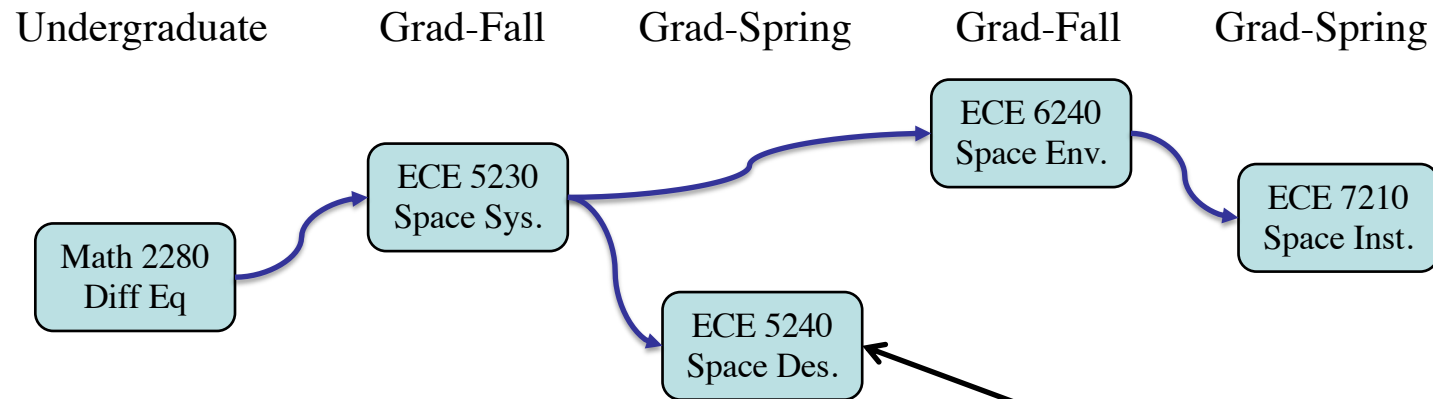 Undergraduate
Grad-Fall
Grad-Spring
Grad-Fall
Grad-Spring
Math 2280
Diff Eq
ECE 5230
Space Sys.
ECE 5240
Space Des.
ECE 6240
Space Env.
ECE 7210
Space Inst.